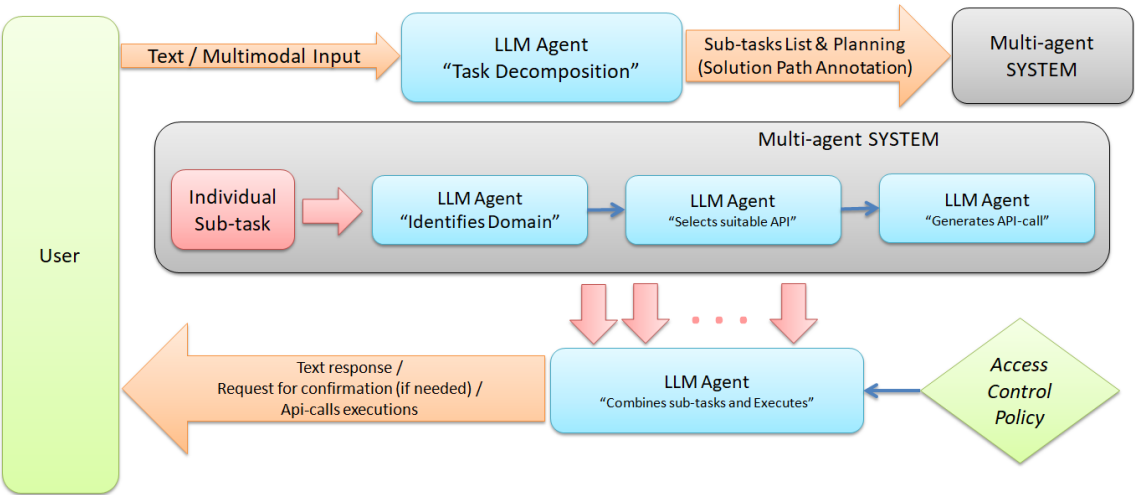 Text / Multimodal Input
LLM Agent
“Task Decomposition”
Sub-tasks List & Planning
(Solution Path Annotation)
Multi-agent
SYSTEM
Multi-agent SYSTEM
Individual
Sub-task
LLM Agent
“Identifies Domain”
LLM Agent
“Selects suitable API”
LLM Agent
“Generates API-call”
User
Text response /
Request for confirmation (if needed) /
Api-calls executions
LLM Agent
“Combines sub-tasks and Executes”
Access
Control
Policy